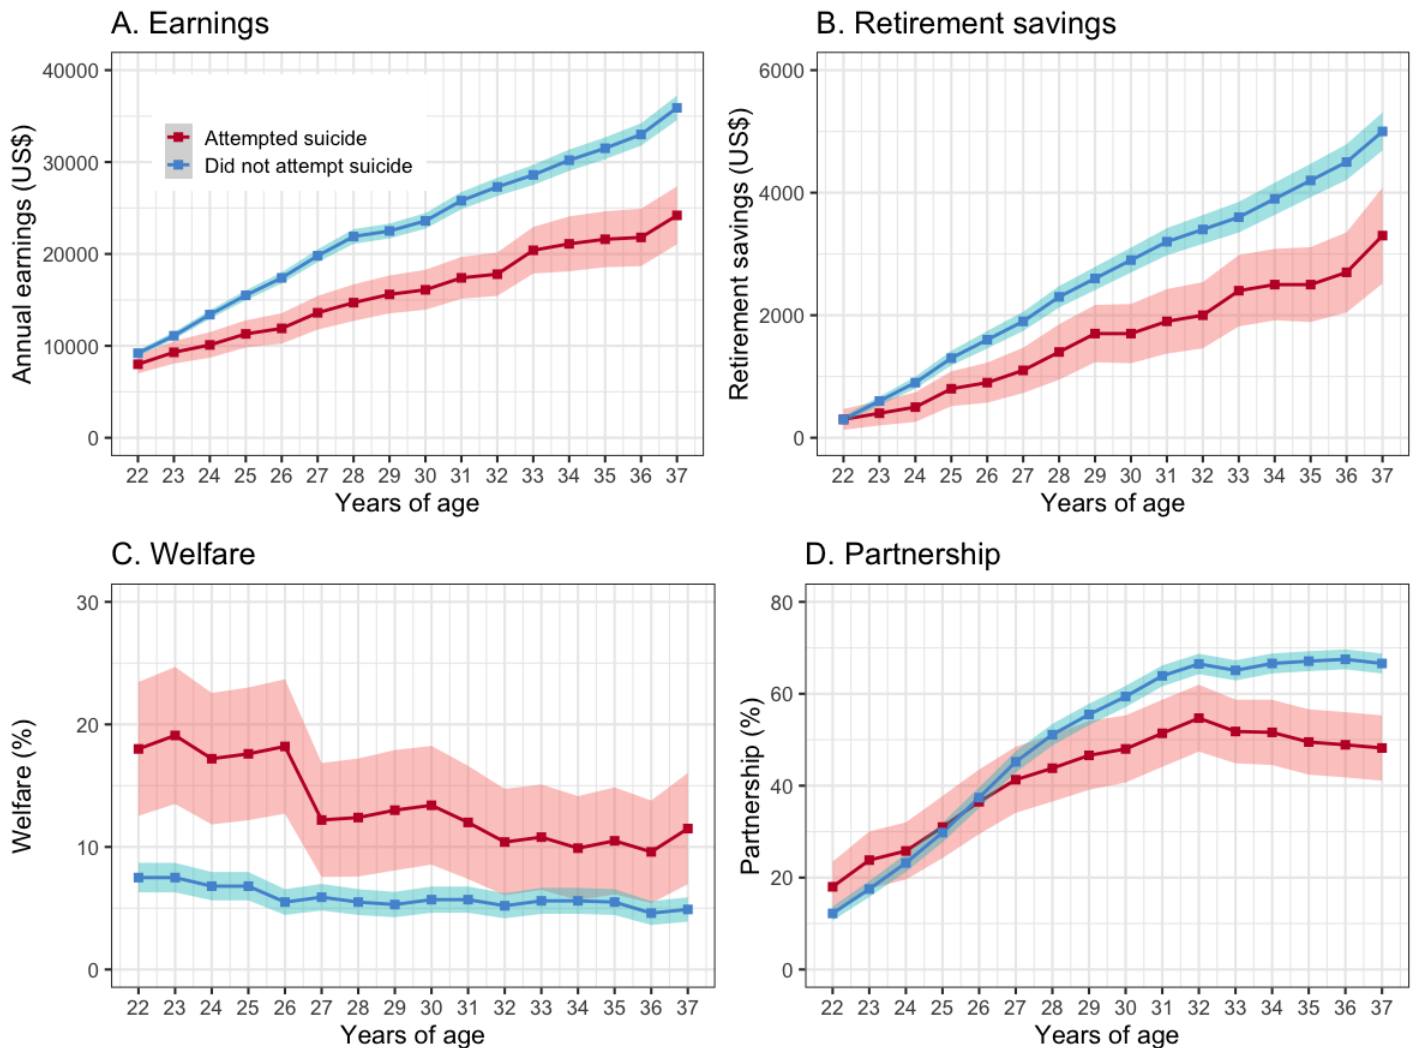 A. Earnings
40000
30000
20000
10000
0
Annual earnings (US$)
Attempted suicide
Did not attempt suicide
22 23 24 25 26 27 28 29 30 31 32 33 34 35 36 37
Years of age
B. Retirement savings
6000
4000
2000
0
Retirement savings (US$)
22 23 24 25 26 27 28 29 30 31 32 33 34 35 36 37
Years of age
C. Welfare
30
20
10
0
Welfare (%)
22 23 24 25 26 27 28 29 30 31 32 33 34 35 36 37
Years of age
D. Partnership
80
60
40
20
0
Partnership (%)
22 23 24 25 26 27 28 29 30 31 32 33 34 35 36 37
Years of age